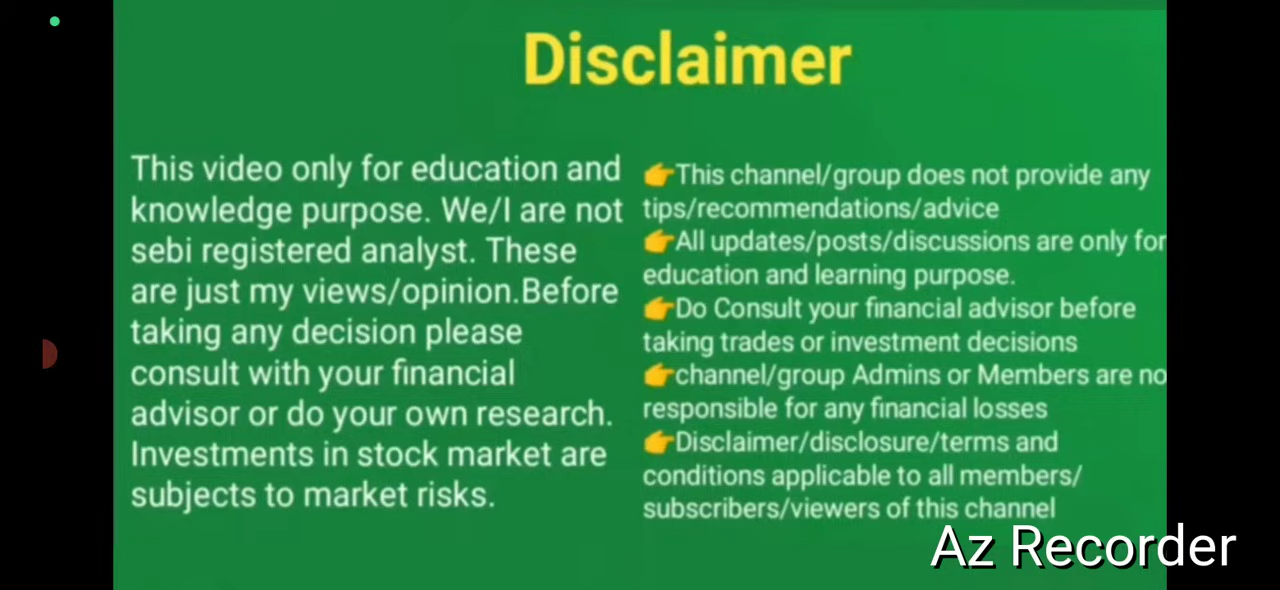 Disclaimer
This video only for education and
knowledge purpose. We/I are not
sebi registered analyst. These
are just my views/opinion.Before
taking any decision please
consult with your financial
advisor or do your own research.
Investments in stock market are
subjects to market risks.
👉This channel/group does not provide any
tips/recommendations/advice
👉All updates/posts/discussions are only for
education and learning purpose.
👉Do Consult your financial advisor before
taking trades or investment decisions
👉channel/group Admins or Members are no
responsible for any financial losses
👉Disclaimer/disclosure/terms and
conditions applicable to all members/
subscribers/viewers of this channel
Az Recorder